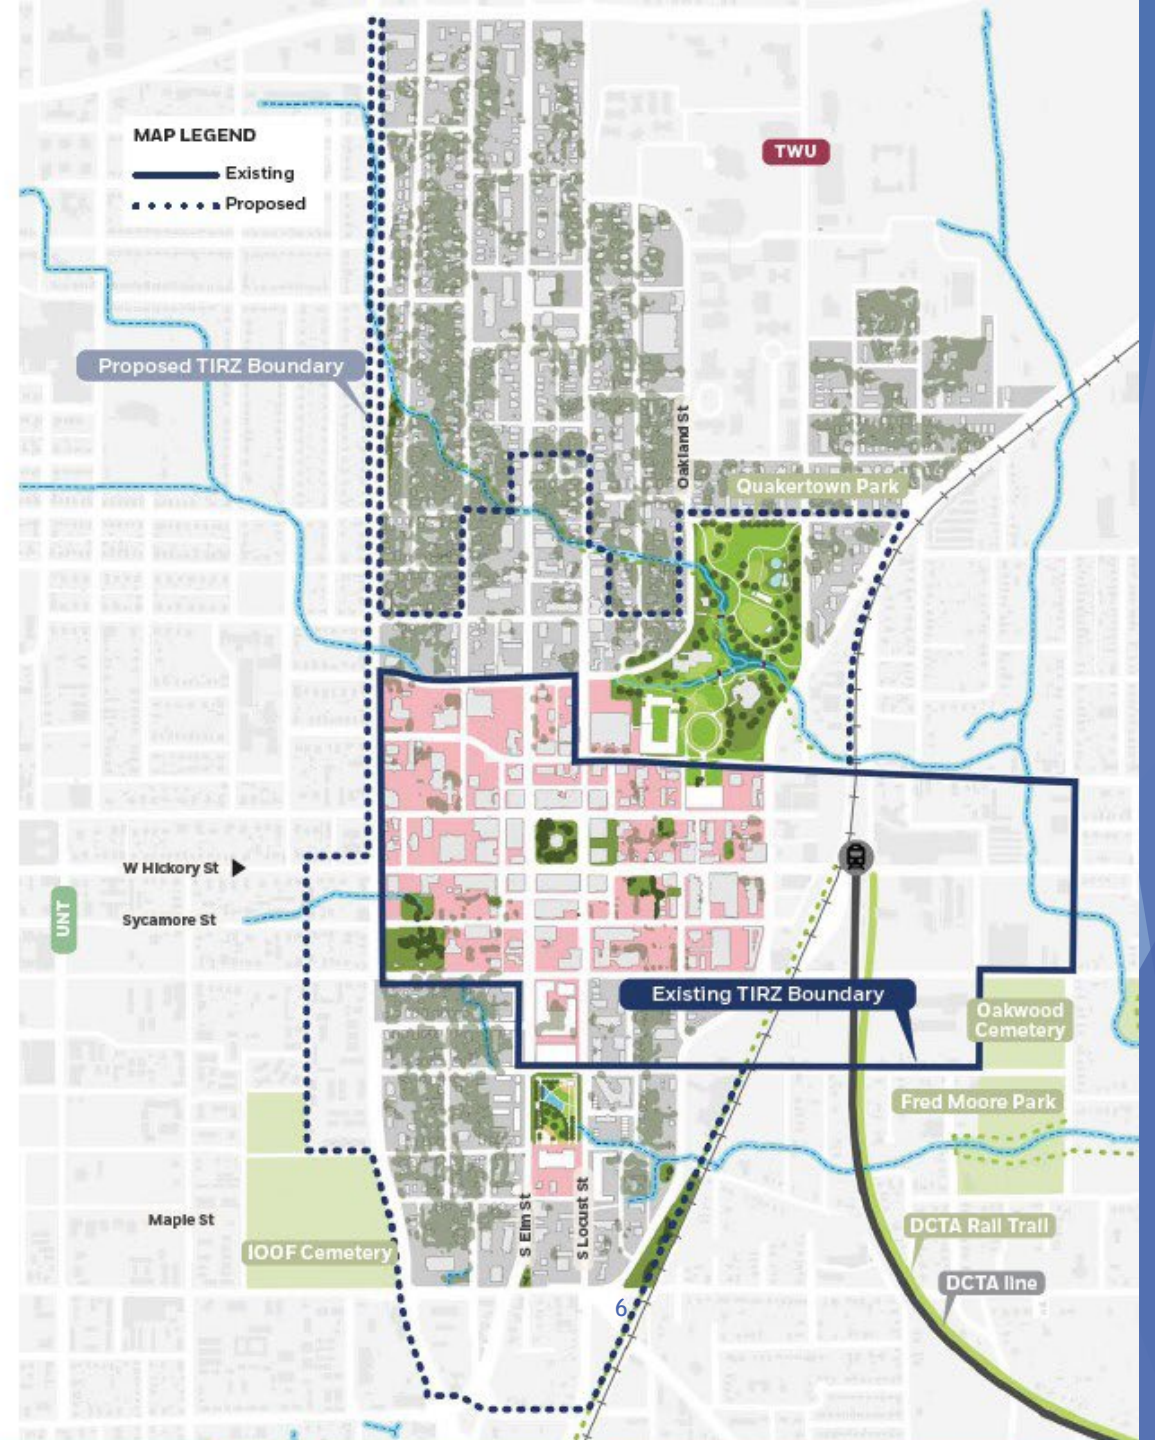 MAP LEGEND
Existing
Proposed
TWU
Proposed TIRZ Boundary
Oakland St
Quakertown Park
W Hickory St
UNT
Sycamore St
Existing TIRZ Boundary
Oakwood
Cemetery
Fred Moore Park
Maple St
IOOF Cemetery
S Elm St
S Locust St
DCTA Rail Trail
DCTA line
6